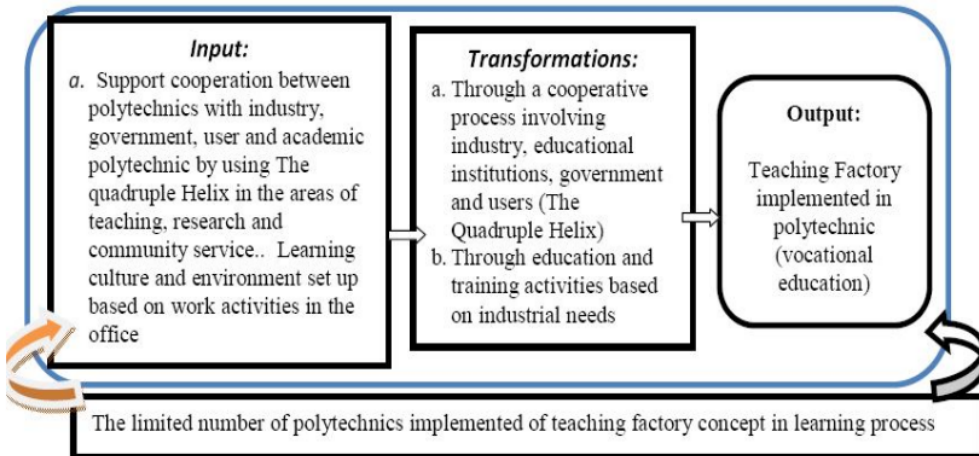 Input:
a. Support cooperation between
polytechnics with industry,
government, user and academic
polytechnic by using The
quadruple Helix in the areas of
teaching, research and
community service.. Learning
culture and environment set up
based on work activities in the
office
Transformations:
a. Through a cooperative
process involving
industry, educational
institutions, government
and users (The
Quadruple Helix)
b. Through education and
training activities based
on industrial needs
Output:
Teaching Factory
implemented in
polytechnic
(vocational
education)
The limited number of polytechnics implemented of teaching factory concept in learning process